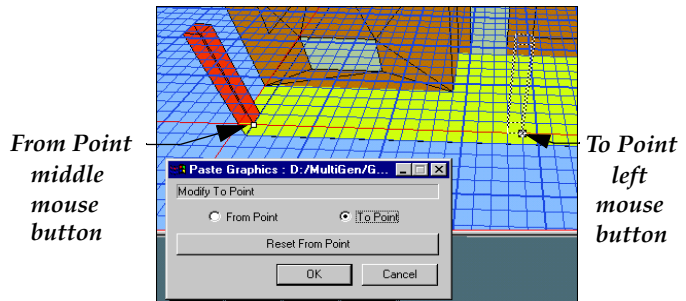 From Point
middle
mouse
button
To Point
left
mouse
button
Paste Graphics : D:/MultiGen/G...
Modify To Point
From Point
To Point
Reset From Point
OK
Cancel